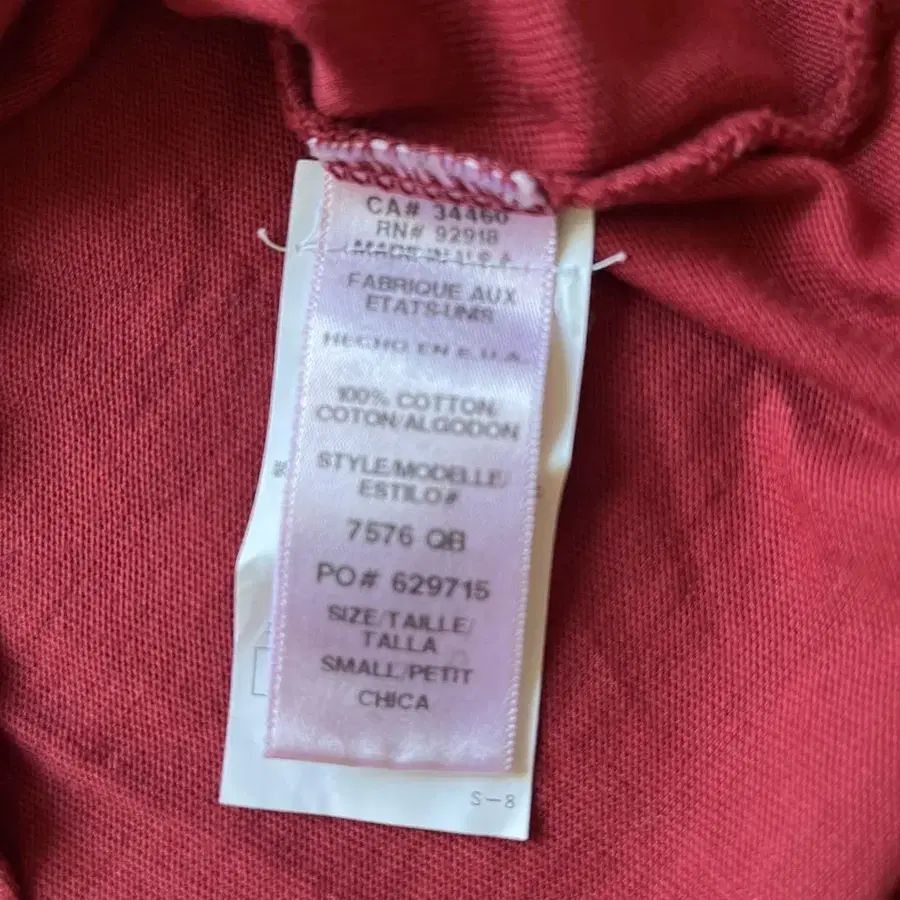 CA# 34460
RN# 92918
MADE IN U.S.A.
FABRIQUE AUX
ETATS-UNIS
HECHO EN E.U.A.
100% COTTON/
COTON/ALGODON
STYLE/MODELLE/
ESTILO#
7576 QB
PO# 629715
SIZE/TAILLE/
TALLA
SMALL/PETIT
CHICA
S-8